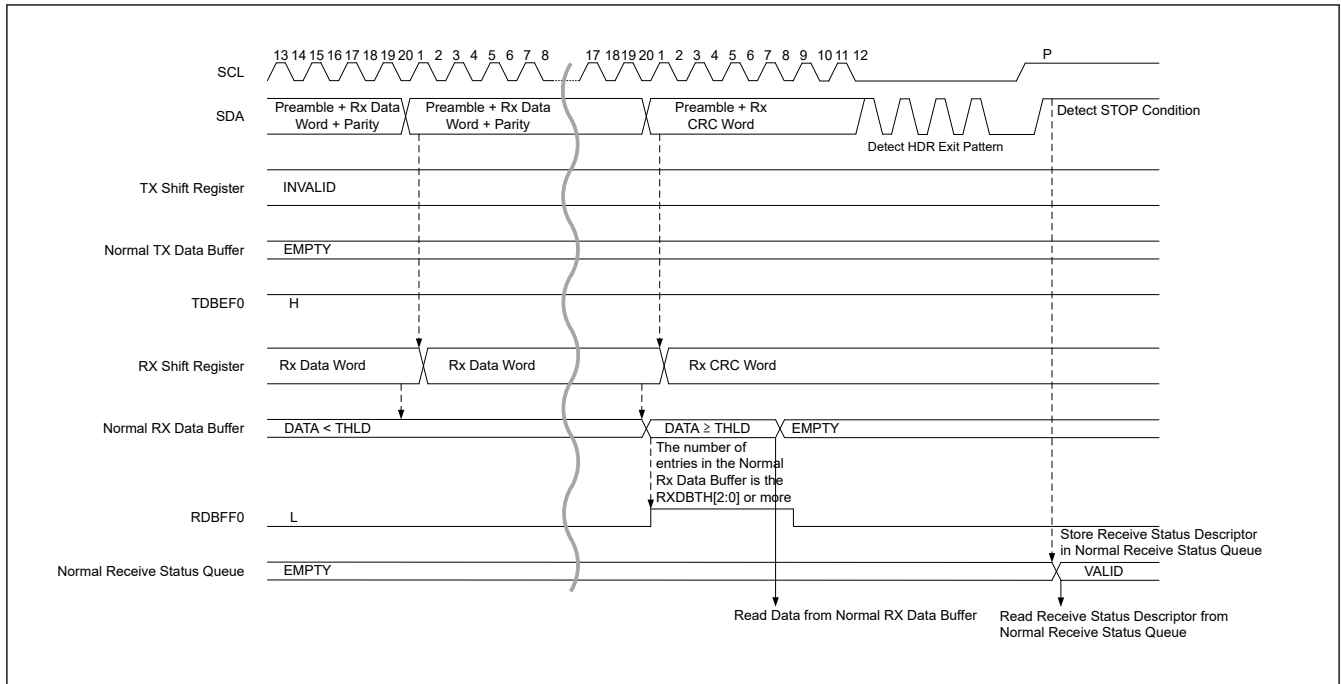 SCL
13 14 15 16 17 18 19 20 1 2 3 4 5 6 7 8
17 18 19 20 1 2 3 4 5 6 7 8 9 10 11 12
P
SDA
Preamble + Rx Data
Word + Parity
Preamble + Rx Data
Word + Parity
Preamble + Rx
CRC Word
Detect HDR Exit Pattern
Detect STOP Condition
TX Shift Register
INVALID
Normal TX Data Buffer
EMPTY
TDBEF0
H
RX Shift Register
Rx Data Word
Rx Data Word
Rx CRC Word
Normal RX Data Buffer
DATA < THLD
DATA ≥ THLD
EMPTY
The number of
entries in the Normal
Rx Data Buffer is the
RXDBTH[2:0] or more
RDBFF0
L
Store Receive Status Descriptor
in Normal Receive Status Queue
Normal Receive Status Queue
EMPTY
VALID
Read Data from Normal RX Data Buffer
Read Receive Status Descriptor from
Normal Receive Status Queue